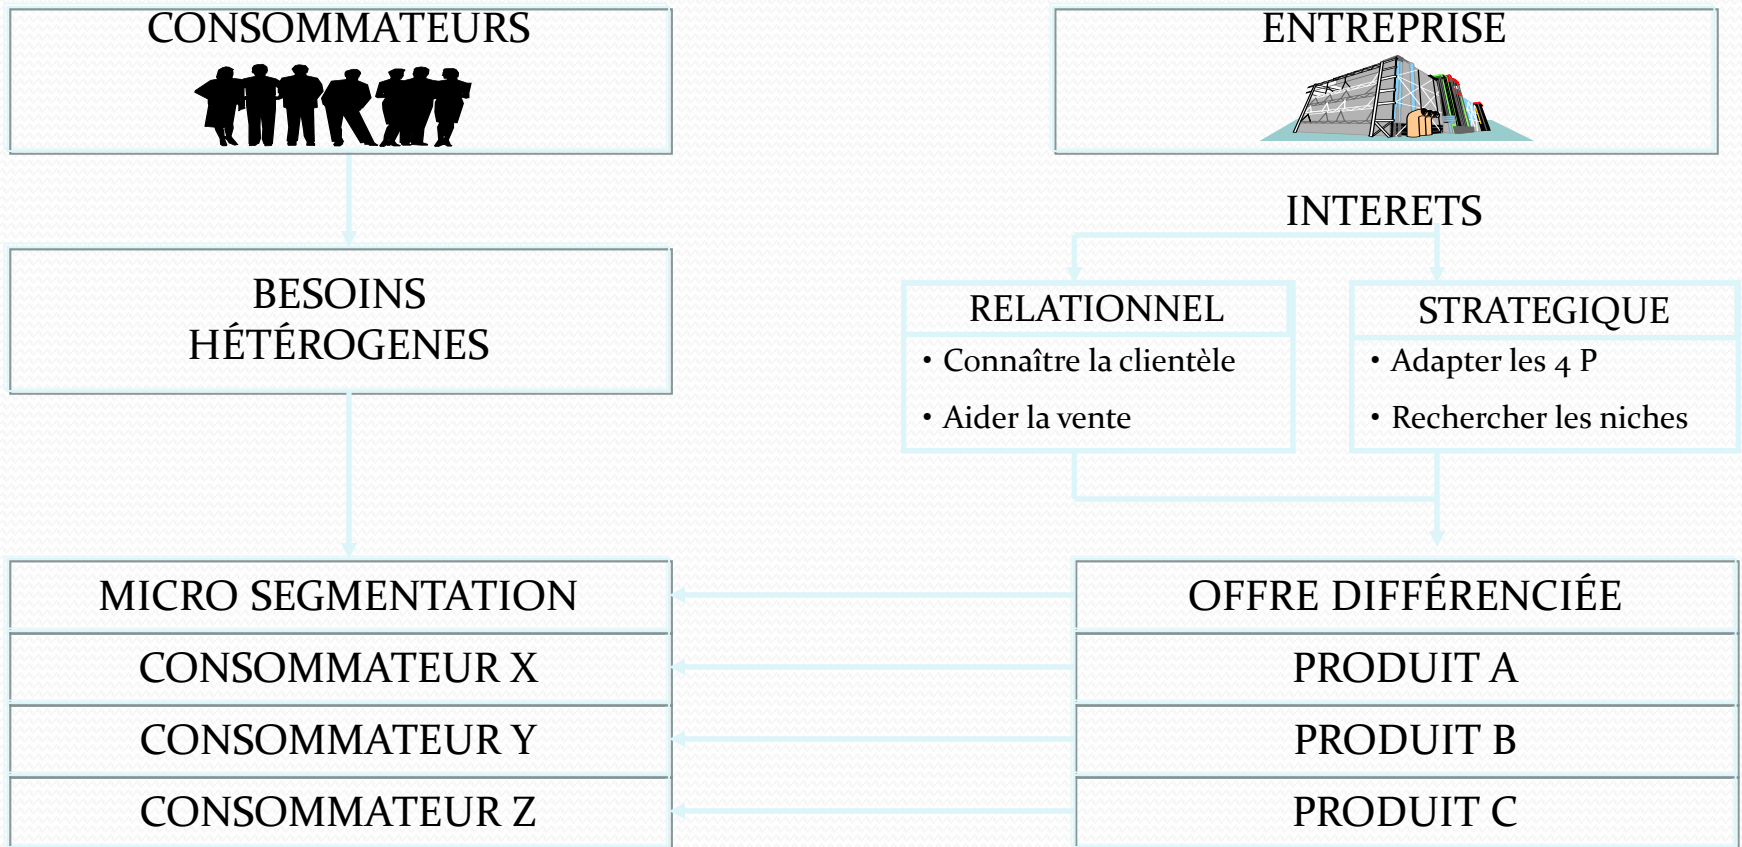 CONSOMMATEURS
BESOINS
HÉTÉROGENES
MICRO SEGMENTATION
CONSOMMATEUR X
CONSOMMATEUR Y
CONSOMMATEUR Z
ENTREPRISE
INTERETS
RELATIONNEL
• Connaître la clientèle
• Aider la vente
STRATEGIQUE
• Adapter les 4 P
• Rechercher les niches
OFFRE DIFFÉRENCIÉE
PRODUIT A
PRODUIT B
PRODUIT C